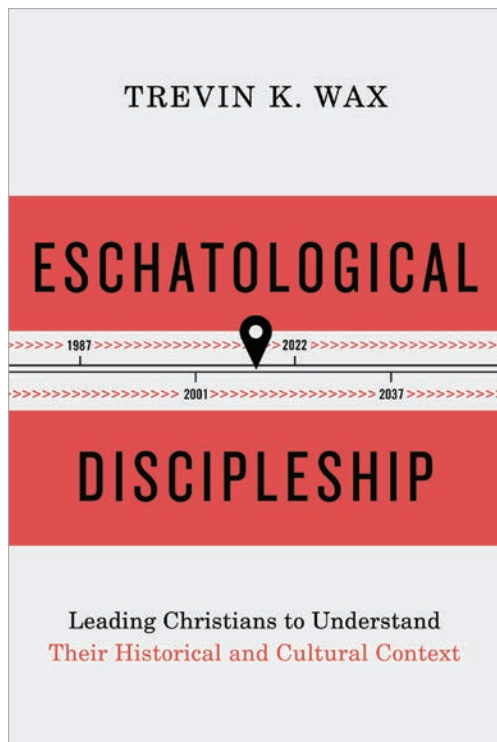 TREVIN K. WAX
ESCHATOLOGICAL
>>>>>> 1987 >>>>>>>>>>>>>>>>>>>> 2022 >>>>>>>>>>>>>>>>>>>>
>>>>>>>>>>>>>>>>>>> 2001 >>>>>>>>>>>>>>>>>>> 2037 >>>>>>>>>>
DISCIPLESHIP
Leading Christians to Understand
Their Historical and Cultural Context